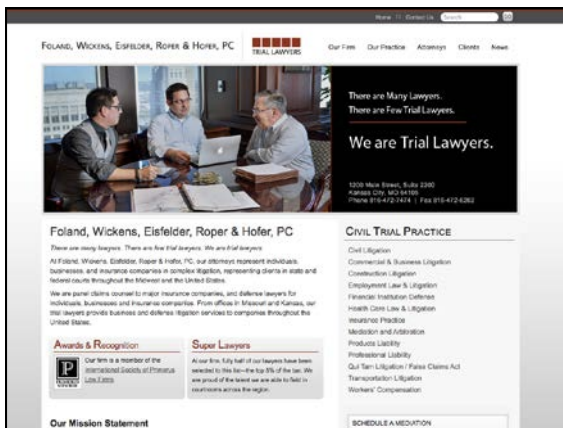 Home :: Contact Us Search GO
FOLAND, WICKENS, EISFELDER, ROPER & HOFER, PC
TRIAL LAWYERS
Our Firm Our Practice Attorneys Clients News
There are Many Lawyers.
There are Few Trial Lawyers.
We are Trial Lawyers.
1200 Main Street, Suite 2200
Kansas City, MO 64105
Phone 816-472-7474 | Fax 816-472-6262
Foland, Wickens, Eisfelder, Roper & Hofer, PC
There are many lawyers. There are few trial lawyers. We are trial lawyers.
At Foland, Wickens, Eisfelder, Roper & Hofer, PC, our attorneys represent individuals,
businesses, and insurance companies in complex litigation, representing clients in state and
federal courts throughout the Midwest and the United States.
We are panel claims counsel to major insurance companies, and defense lawyers for
individuals, businesses and insurance companies. From offices in Missouri and Kansas, our
trial lawyers provide business and defense litigation services to companies throughout the
United States.
AWARDS & RECOGNITION
Our firm is a member of the
International Society of Primerus
Law Firms
SUPER LAWYERS
At our firm, fully half of our lawyers have been
selected to this list—the top 5% of the bar. We
are proud of the talent we are able to field in
courtrooms across the region.
Our Mission Statement
CIVIL TRIAL PRACTICE
Civil Litigation
Commercial & Business Litigation
Construction Litigation
Employment Law & Litigation
Financial Institution Defense
Health Care Law & Litigation
Insurance Practice
Mediation and Arbitration
Products Liability
Professional Liability
Qui Tam Litigation / False Claims Act
Transportation Litigation
Workers' Compensation
SCHEDULE A MEDIATION